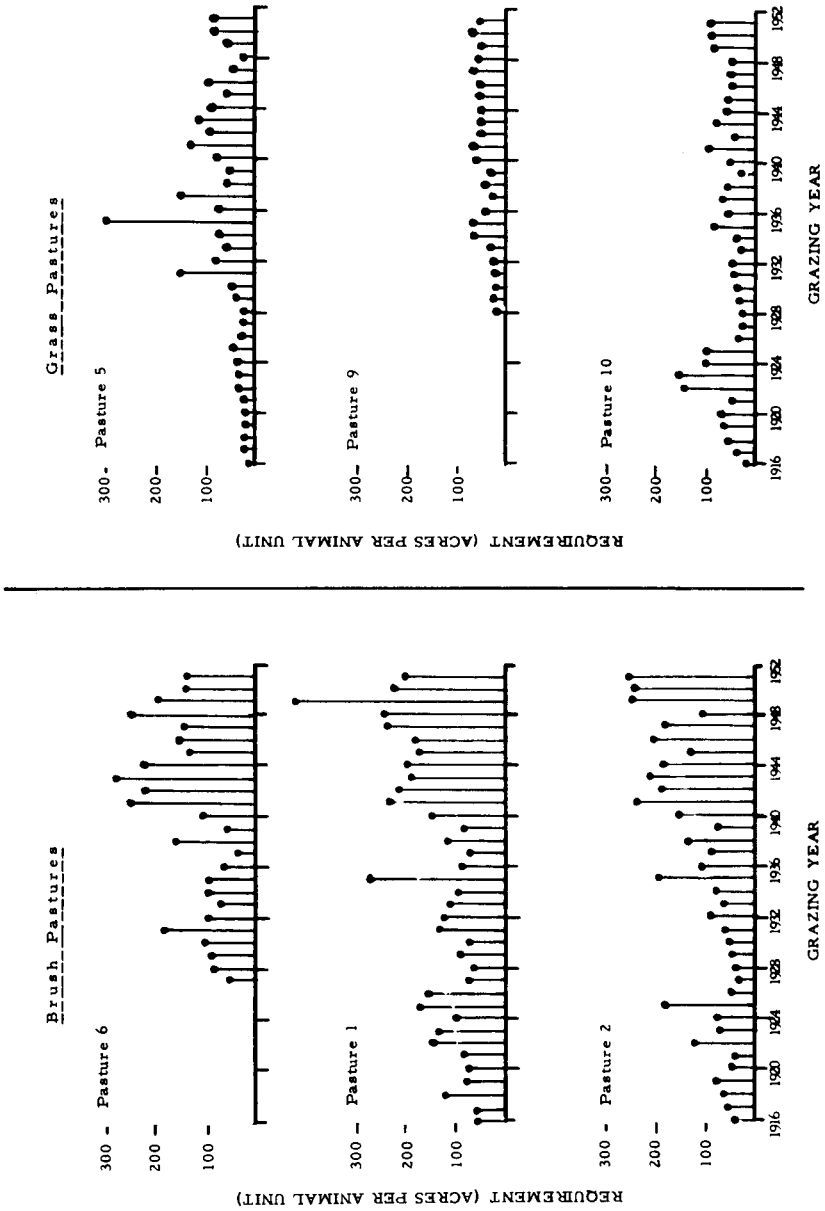 Brush Pastures
300 - Pasture 6
200 -
100 -
300 - Pasture 1
200 -
100 -
300 - Pasture 2
200 -
100 -
1916 1920 1924 1928 1932 1936 1940 1944 1948 1952
GRAZING YEAR
REQUIREMENT (ACRES PER ANIMAL UNIT)
Grass Pastures
300 - Pasture 5
200 -
100 -
300 - Pasture 9
200 -
100 -
300 - Pasture 10
200 -
100 -
1916 1920 1924 1928 1932 1936 1940 1944 1948 1952
GRAZING YEAR
REQUIREMENT (ACRES PER ANIMAL UNIT)